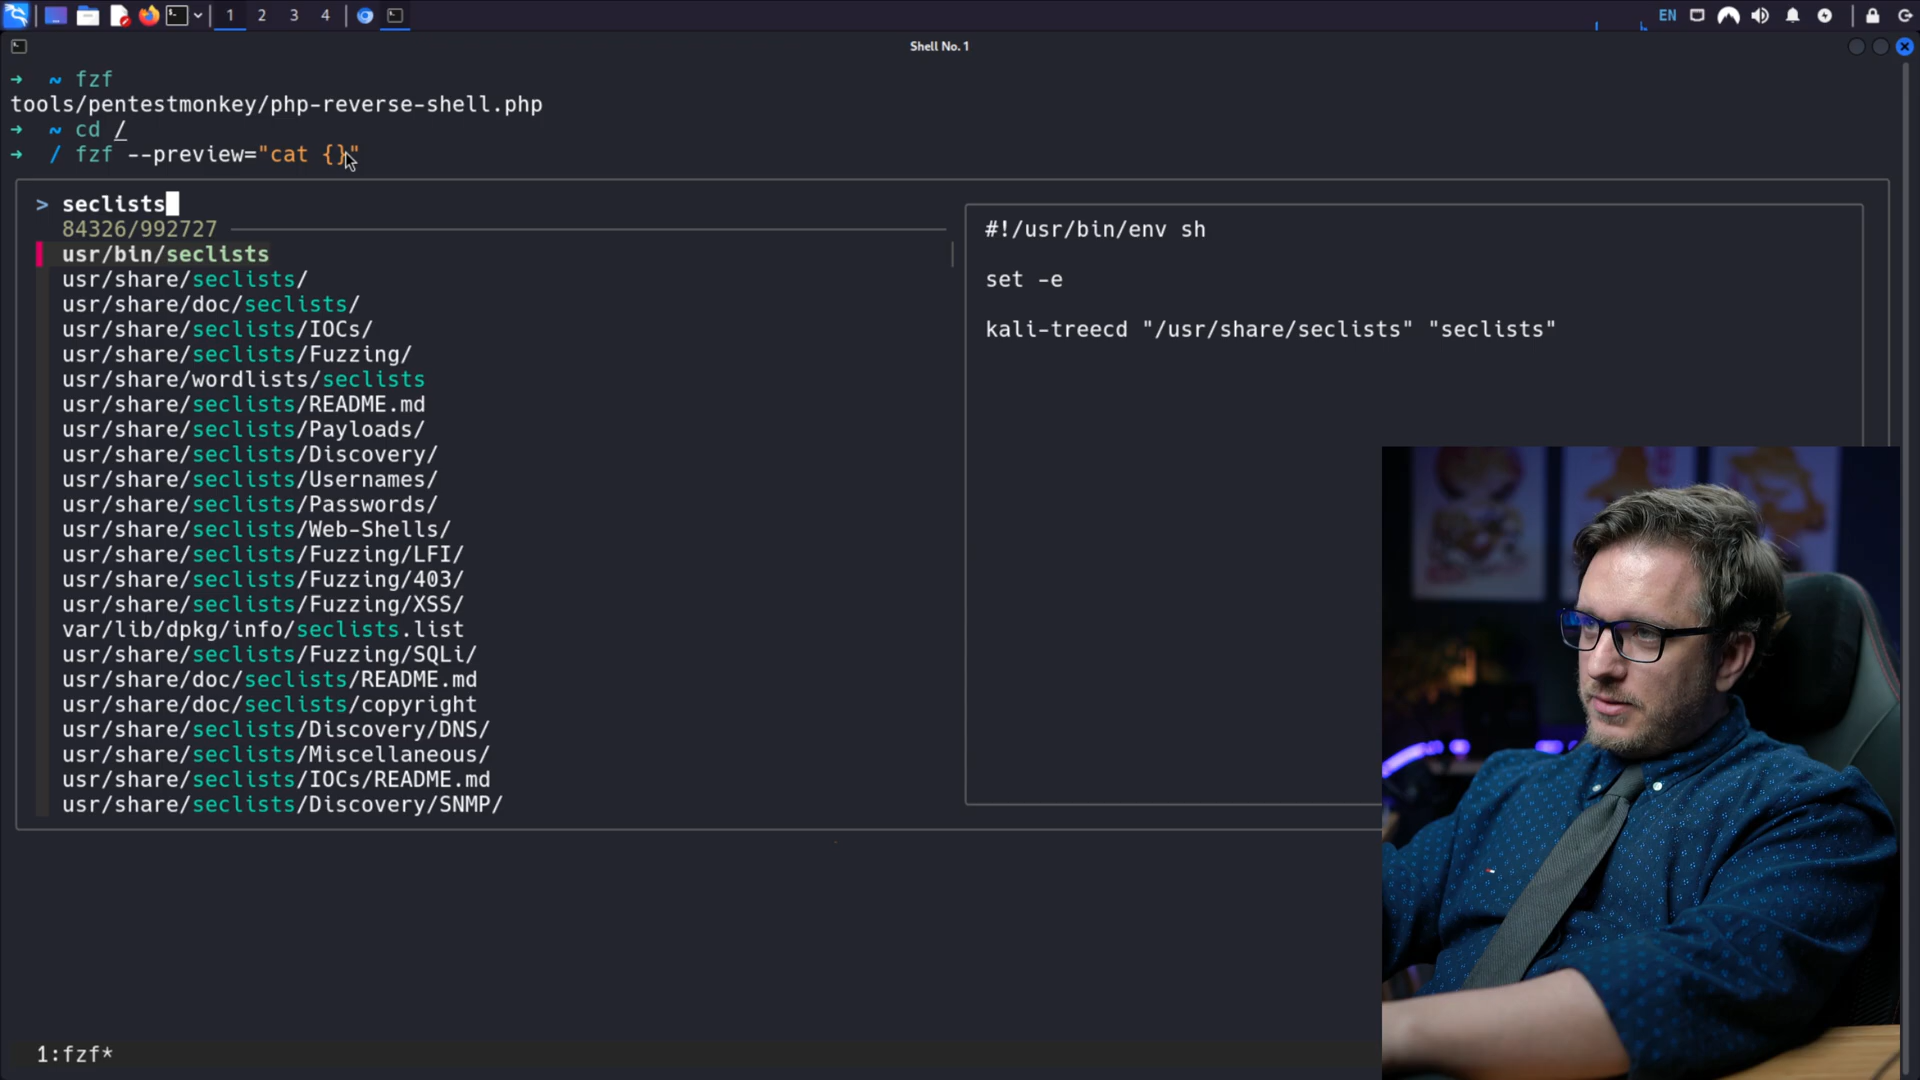 1 2 3 4
EN
Shell No. 1
→ ~ fzf
tools/pentestmonkey/php-reverse-shell.php
→ ~ cd /
→ / fzf --preview="cat {}"
> seclists
84326/992727
usr/bin/seclists
usr/share/seclists/
usr/share/doc/seclists/
usr/share/seclists/IOCs/
usr/share/seclists/Fuzzing/
usr/share/wordlists/seclists
usr/share/seclists/README.md
usr/share/seclists/Payloads/
usr/share/seclists/Discovery/
usr/share/seclists/Usernames/
usr/share/seclists/Passwords/
usr/share/seclists/Web-Shells/
usr/share/seclists/Fuzzing/LFI/
usr/share/seclists/Fuzzing/403/
usr/share/seclists/Fuzzing/XSS/
var/lib/dpkg/info/seclists.list
usr/share/seclists/Fuzzing/SQLi/
usr/share/doc/seclists/README.md
usr/share/doc/seclists/copyright
usr/share/seclists/Discovery/DNS/
usr/share/seclists/Miscellaneous/
usr/share/seclists/IOCs/README.md
usr/share/seclists/Discovery/SNMP/
#!/usr/bin/env sh
set -e
kali-treecd "/usr/share/seclists" "seclists"
1:fzf*